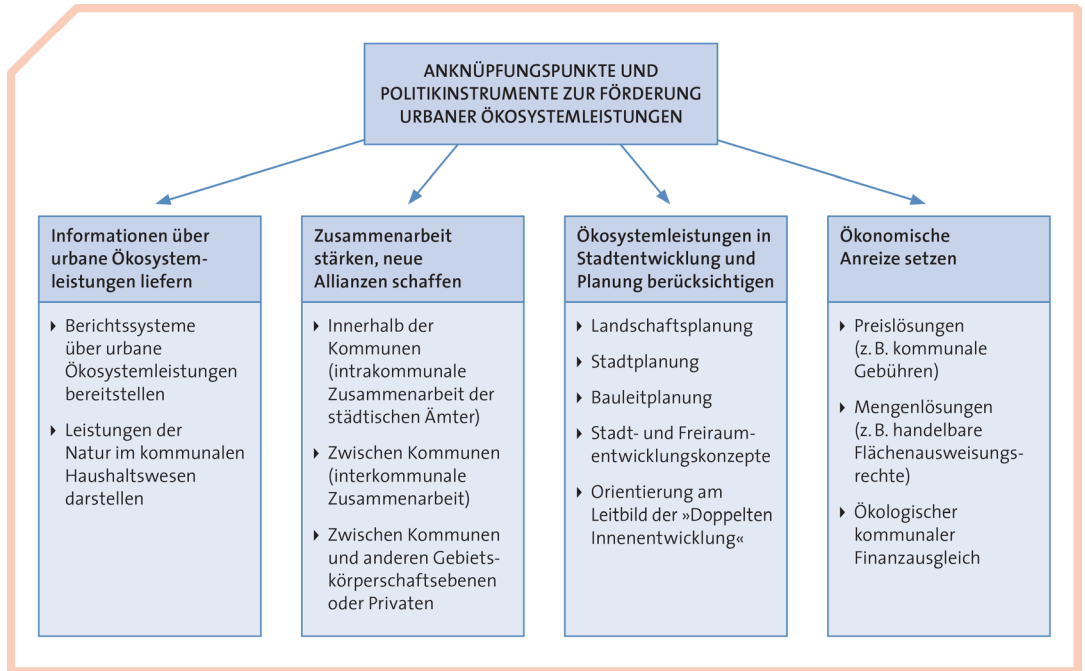 ANKNÜPFUNGSPUNKTE UND
POLITIKINSTRUMENTE ZUR FÖRDERUNG
URBANER ÖKOSYSTEMLEISTUNGEN
Informationen über
urbane Ökosystem-
leistungen liefern
‣ Berichtssysteme
über urbane
Ökosystemleistungen
bereitstellen
‣ Leistungen der
Natur im kommunalen
Haushaltswesen
darstellen
Zusammenarbeit
stärken, neue
Allianzen schaffen
‣ Innerhalb der
Kommunen
(intrakommunale
Zusammenarbeit der
städtischen Ämter)
‣ Zwischen Kommunen
(interkommunale
Zusammenarbeit)
‣ Zwischen Kommunen
und anderen Gebiets-
körperschaftsebenen
oder Privaten
Ökosystemleistungen in
Stadtentwicklung und
Planung berücksichtigen
‣ Landschaftsplanung
‣ Stadtplanung
‣ Bauleitplanung
‣ Stadt- und Freiraum-
entwicklungskonzepte
‣ Orientierung am
Leitbild der »Doppelten
Innenentwicklung«
Ökonomische
Anreize setzen
‣ Preislösungen
(z. B. kommunale
Gebühren)
‣ Mengenlösungen
(z. B. handelbare
Flächenausweisungs-
rechte)
‣ Ökologischer
kommunaler
Finanzausgleich